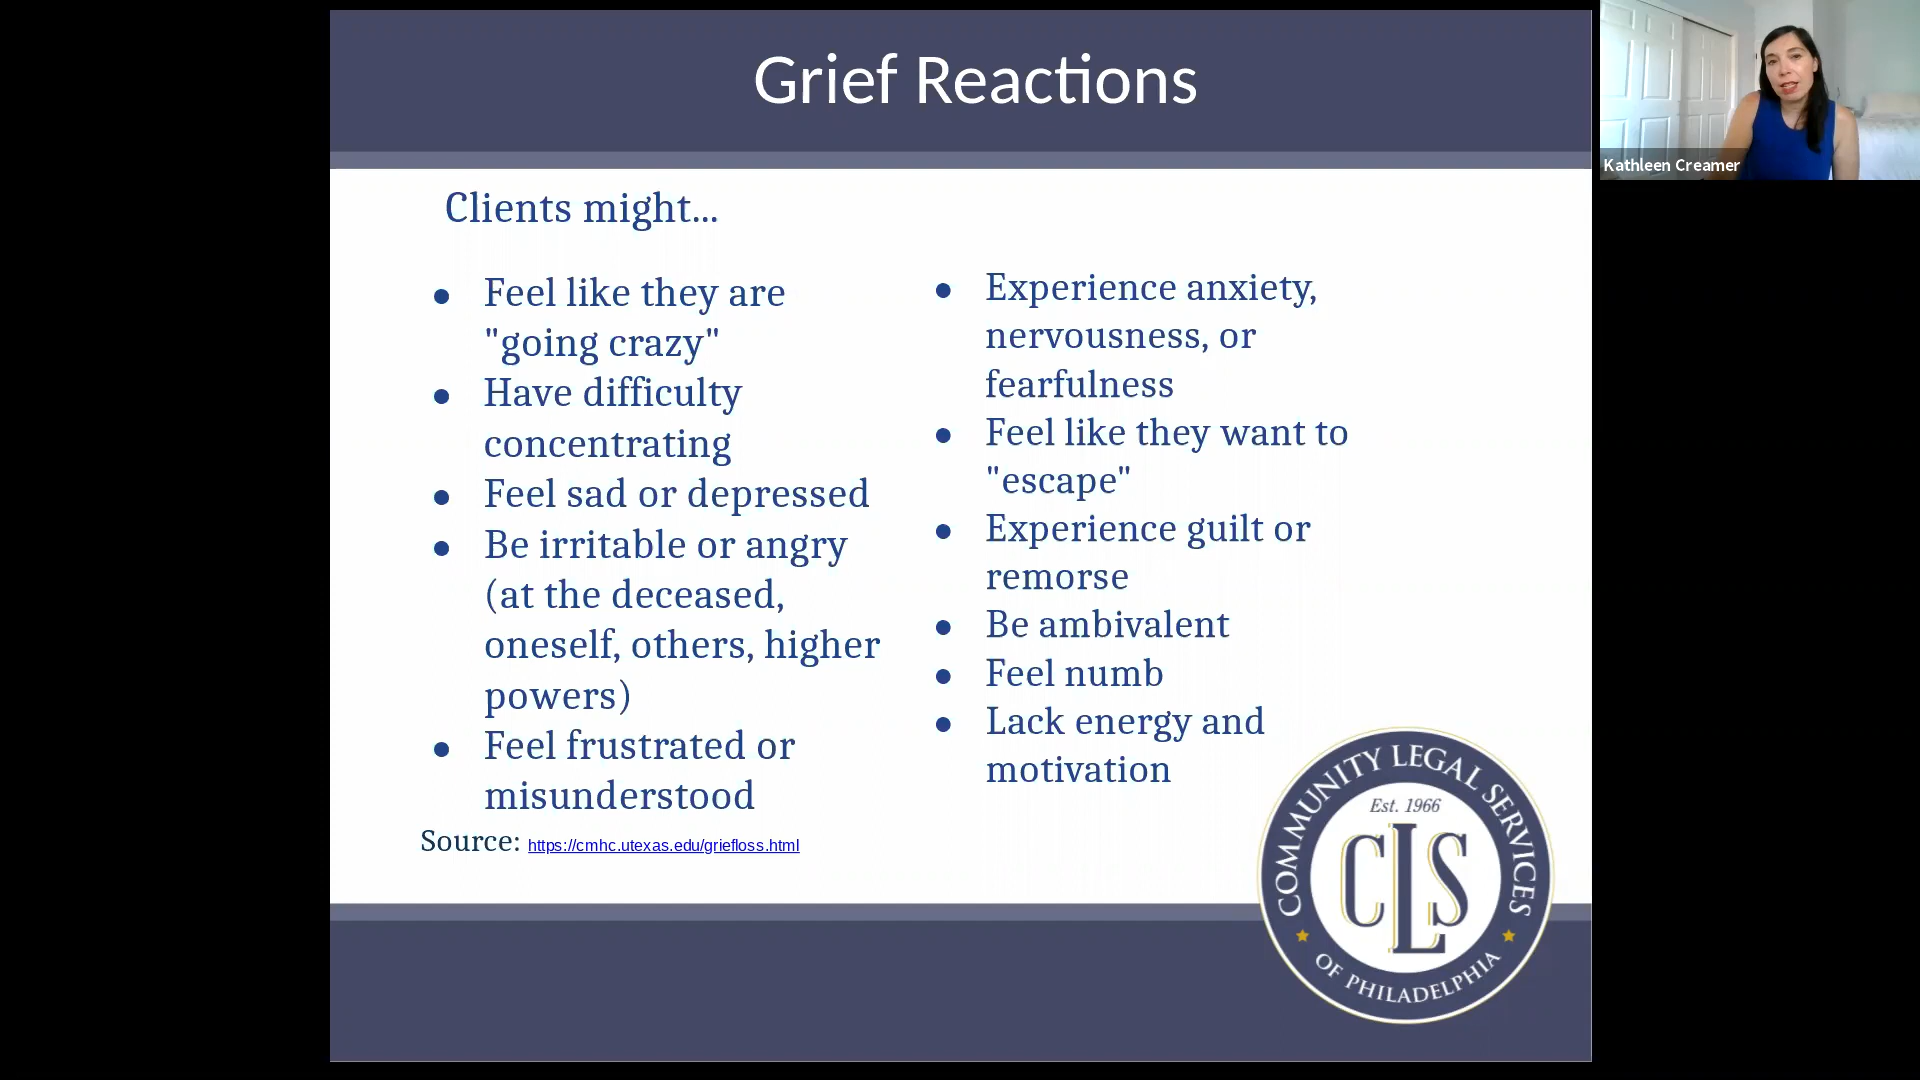 Grief Reactions
Kathleen Creamer
Clients might...
● Feel like they are
"going crazy"
● Have difficulty
concentrating
● Feel sad or depressed
● Be irritable or angry
(at the deceased,
oneself, others, higher
powers)
● Feel frustrated or
misunderstood
Source: https://cmhc.utexas.edu/griefloss.html
● Experience anxiety,
nervousness, or
fearfulness
● Feel like they want to
"escape"
● Experience guilt or
remorse
● Be ambivalent
● Feel numb
● Lack energy and
motivation
COMMUNITY LEGAL SERVICES
Est. 1966
CLS
OF PHILADELPHIA